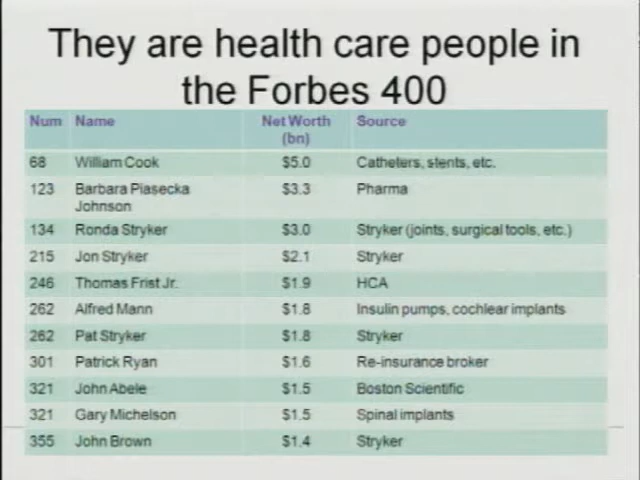 They are health care people in
the Forbes 400
Num Name Net Worth Source
(bn)
68 William Cook $5.0 Catheters, stents, etc.
123 Barbara Piasecka $3.3 Pharma
Johnson
134 Ronda Stryker $3.0 Stryker (joints, surgical tools, etc.)
215 Jon Stryker $2.1 Stryker
246 Thomas Frist Jr. $1.9 HCA
262 Alfred Mann $1.8 Insulin pumps, cochlear implants
262 Pat Stryker $1.8 Stryker
301 Patrick Ryan $1.6 Re-insurance broker
321 John Abele $1.5 Boston Scientific
321 Gary Michelson $1.5 Spinal implants
355 John Brown $1.4 Stryker